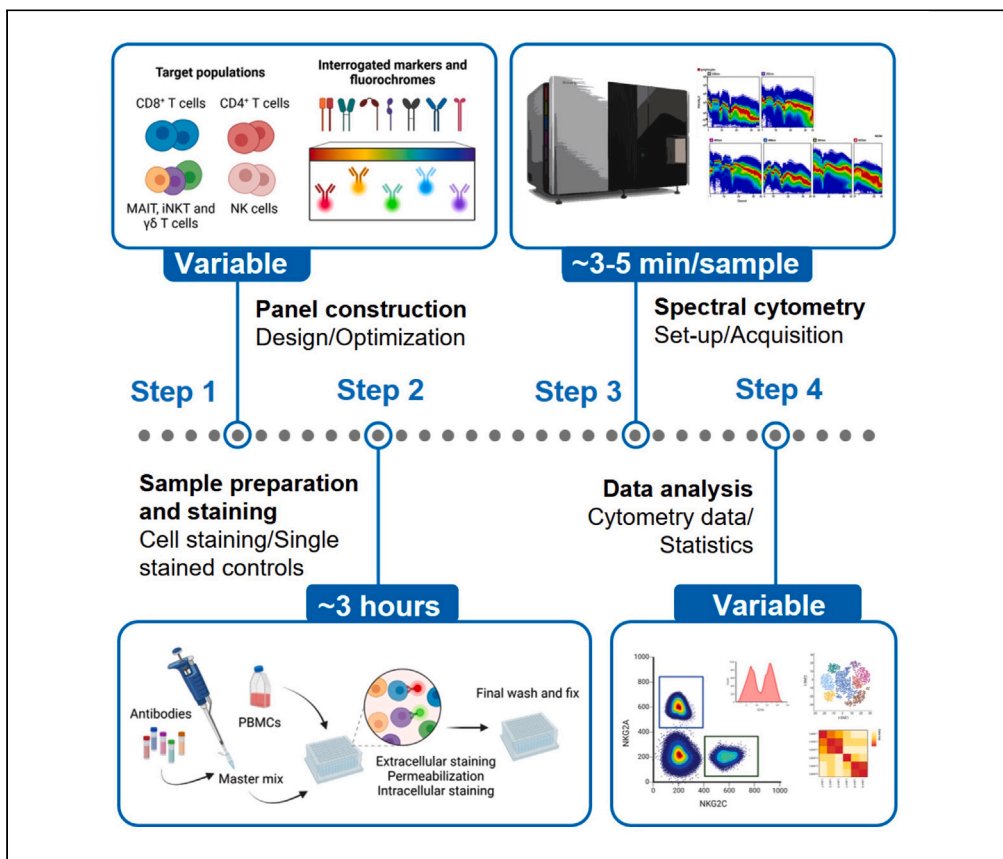 Target populations
CD8⁺ T cells
CD4⁺ T cells
MAIT, iNKT and
γδ T cells
NK cells
Interrogated markers and
fluorochromes
Variable
~3-5 min/sample
Panel construction
Design/Optimization
Spectral cytometry
Set-up/Acquisition
Step 1
Step 2
Step 3
Step 4
Sample preparation
and staining
Cell staining/Single
stained controls
Data analysis
Cytometry data/
Statistics
~3 hours
Variable
Antibodies
PBMCs
Master mix
Extracellular staining
Permeabilization
Intracellular staining
Final wash and fix
NKG2A
1000
800
600
400
200
0
0 200 400 600 800 1000
NKG2C